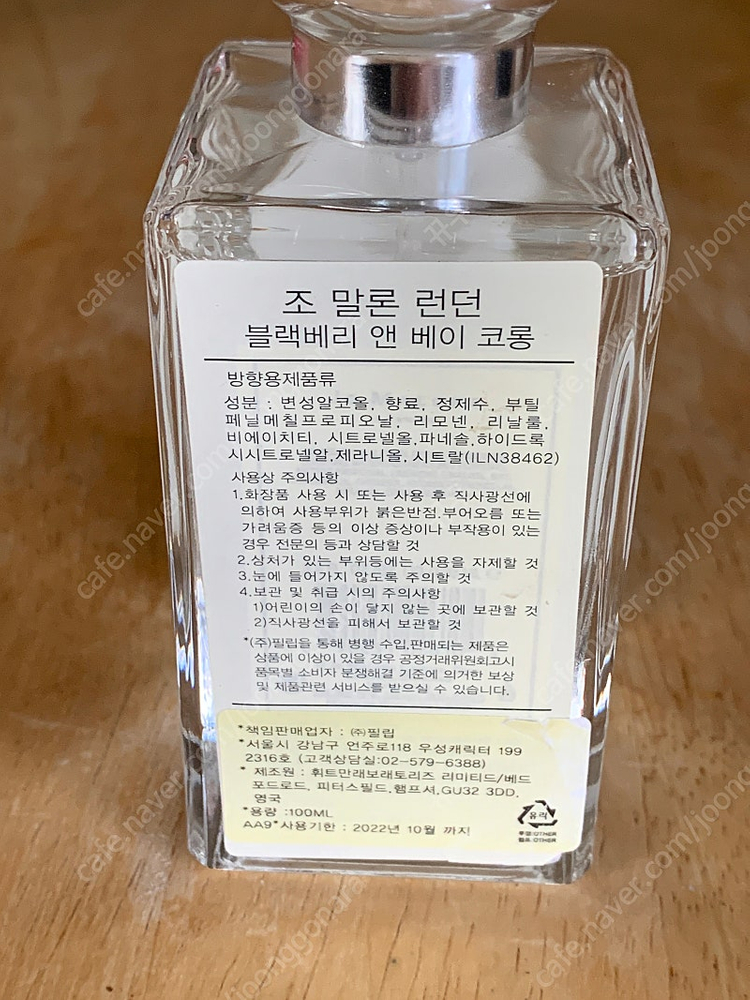 조 말론 런던
블랙베리 앤 베이 코롱
방향용제품류
성분 : 변성알코올, 향료, 정제수, 부틸
페닐메칠프로피오날, 리모넨, 리날룰,
비에이치티, 시트로넬올,파네솔,하이드록
시시트로넬알,제라니올,시트랄(ILN38462)
사용상 주의사항
1.화장품 사용 시 또는 사용 후 직사광선에
의하여 사용부위가 붉은반점,부어오름 또는
가려움증 등의 이상 증상이나 부작용이 있는
경우 전문의 등과 상담할 것
2.상처가 있는 부위등에는 사용을 자제할 것
3.눈에 들어가지 않도록 주의할 것
4.보관 및 취급 시의 주의사항
1)어린이의 손이 닿지 않는 곳에 보관할 것
2)직사광선을 피해서 보관할 것
*(주)필립을 통해 병행 수입,판매되는 제품은
상품에 이상이 있을 경우 공정거래위원회고시
품목별 소비자 분쟁해결 기준에 의거한 보상
및 제품관련 서비스를 받으실 수 있습니다.
*책임판매업자 : ㈜필립
*서울시 강남구 언주로118 우성캐릭터 199
2316호 (고객상담실:02-579-6388)
* 제조원 : 휘트만래보래토리즈 리미티드/베드
포드로드, 피터스필드,햄프셔,GU32 3DD,
영국
*용량 :100ML
AA9*사용기한 : 2022년 10월 까지
유리
뚜껑:OTHER
펌프:OTHER
cafe.naver.com/joonggonara